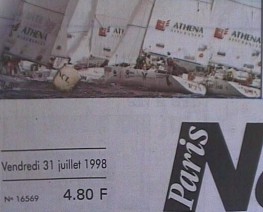 ATHENA
ATHENA
ATHENA
Vendredi 31 juillet 1998
N° 16569
4.80 F
Paris